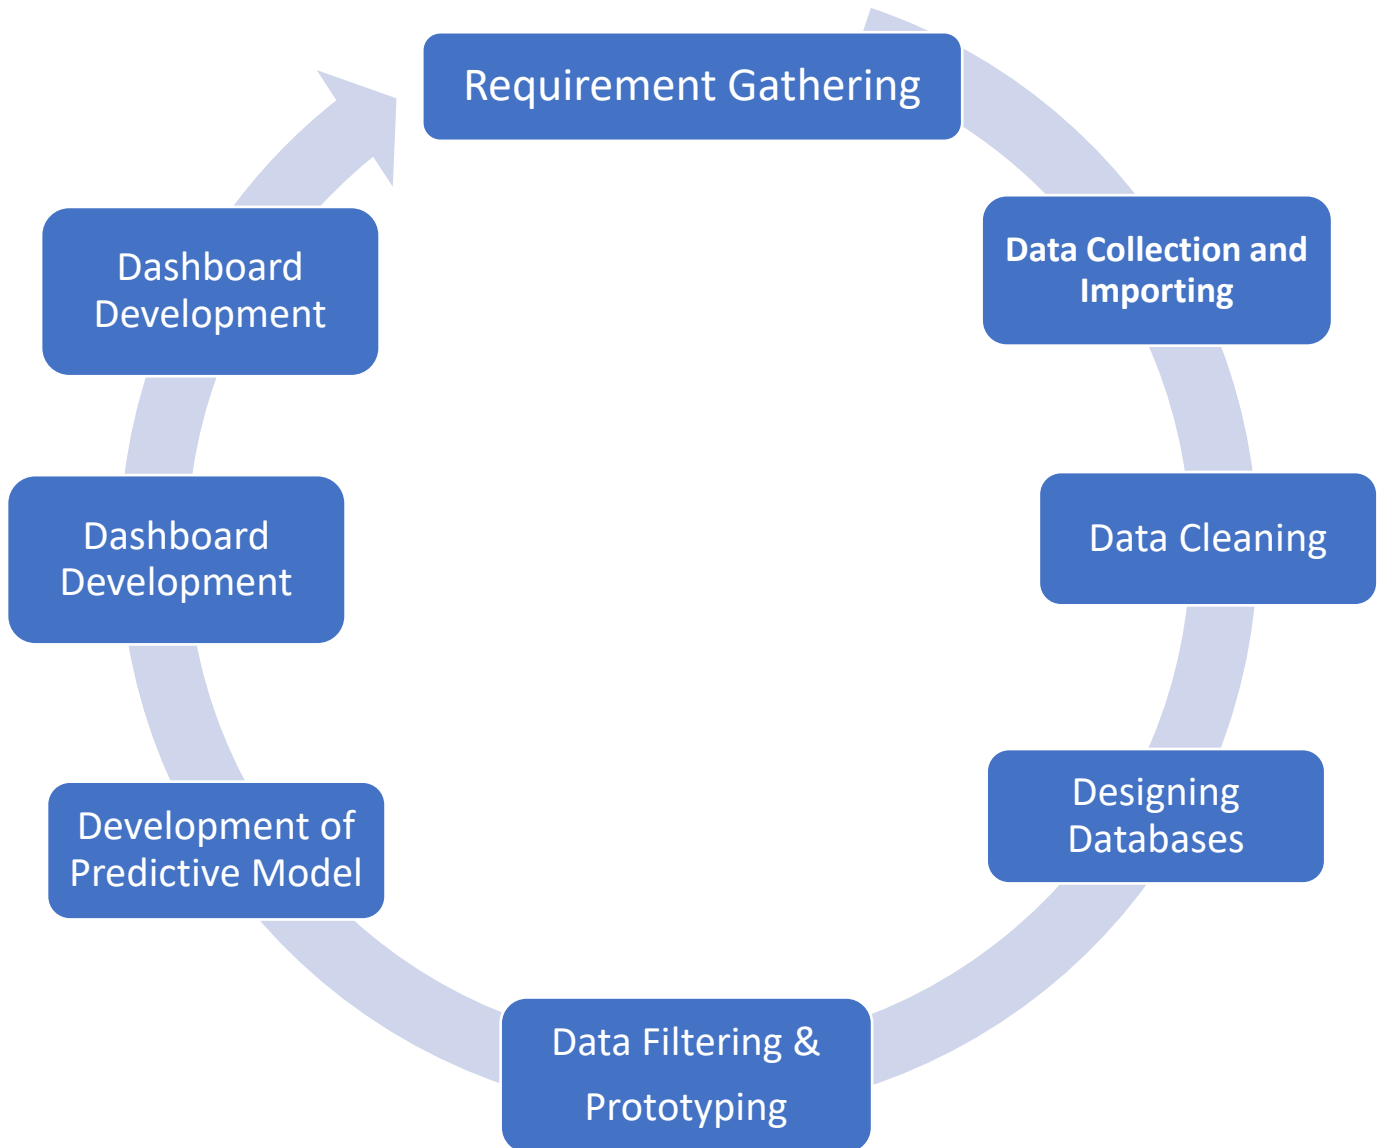 Requirement Gathering
Data Collection and
Importing
Data Cleaning
Designing
Databases
Data Filtering &
Prototyping
Development of
Predictive Model
Dashboard
Development
Dashboard
Development